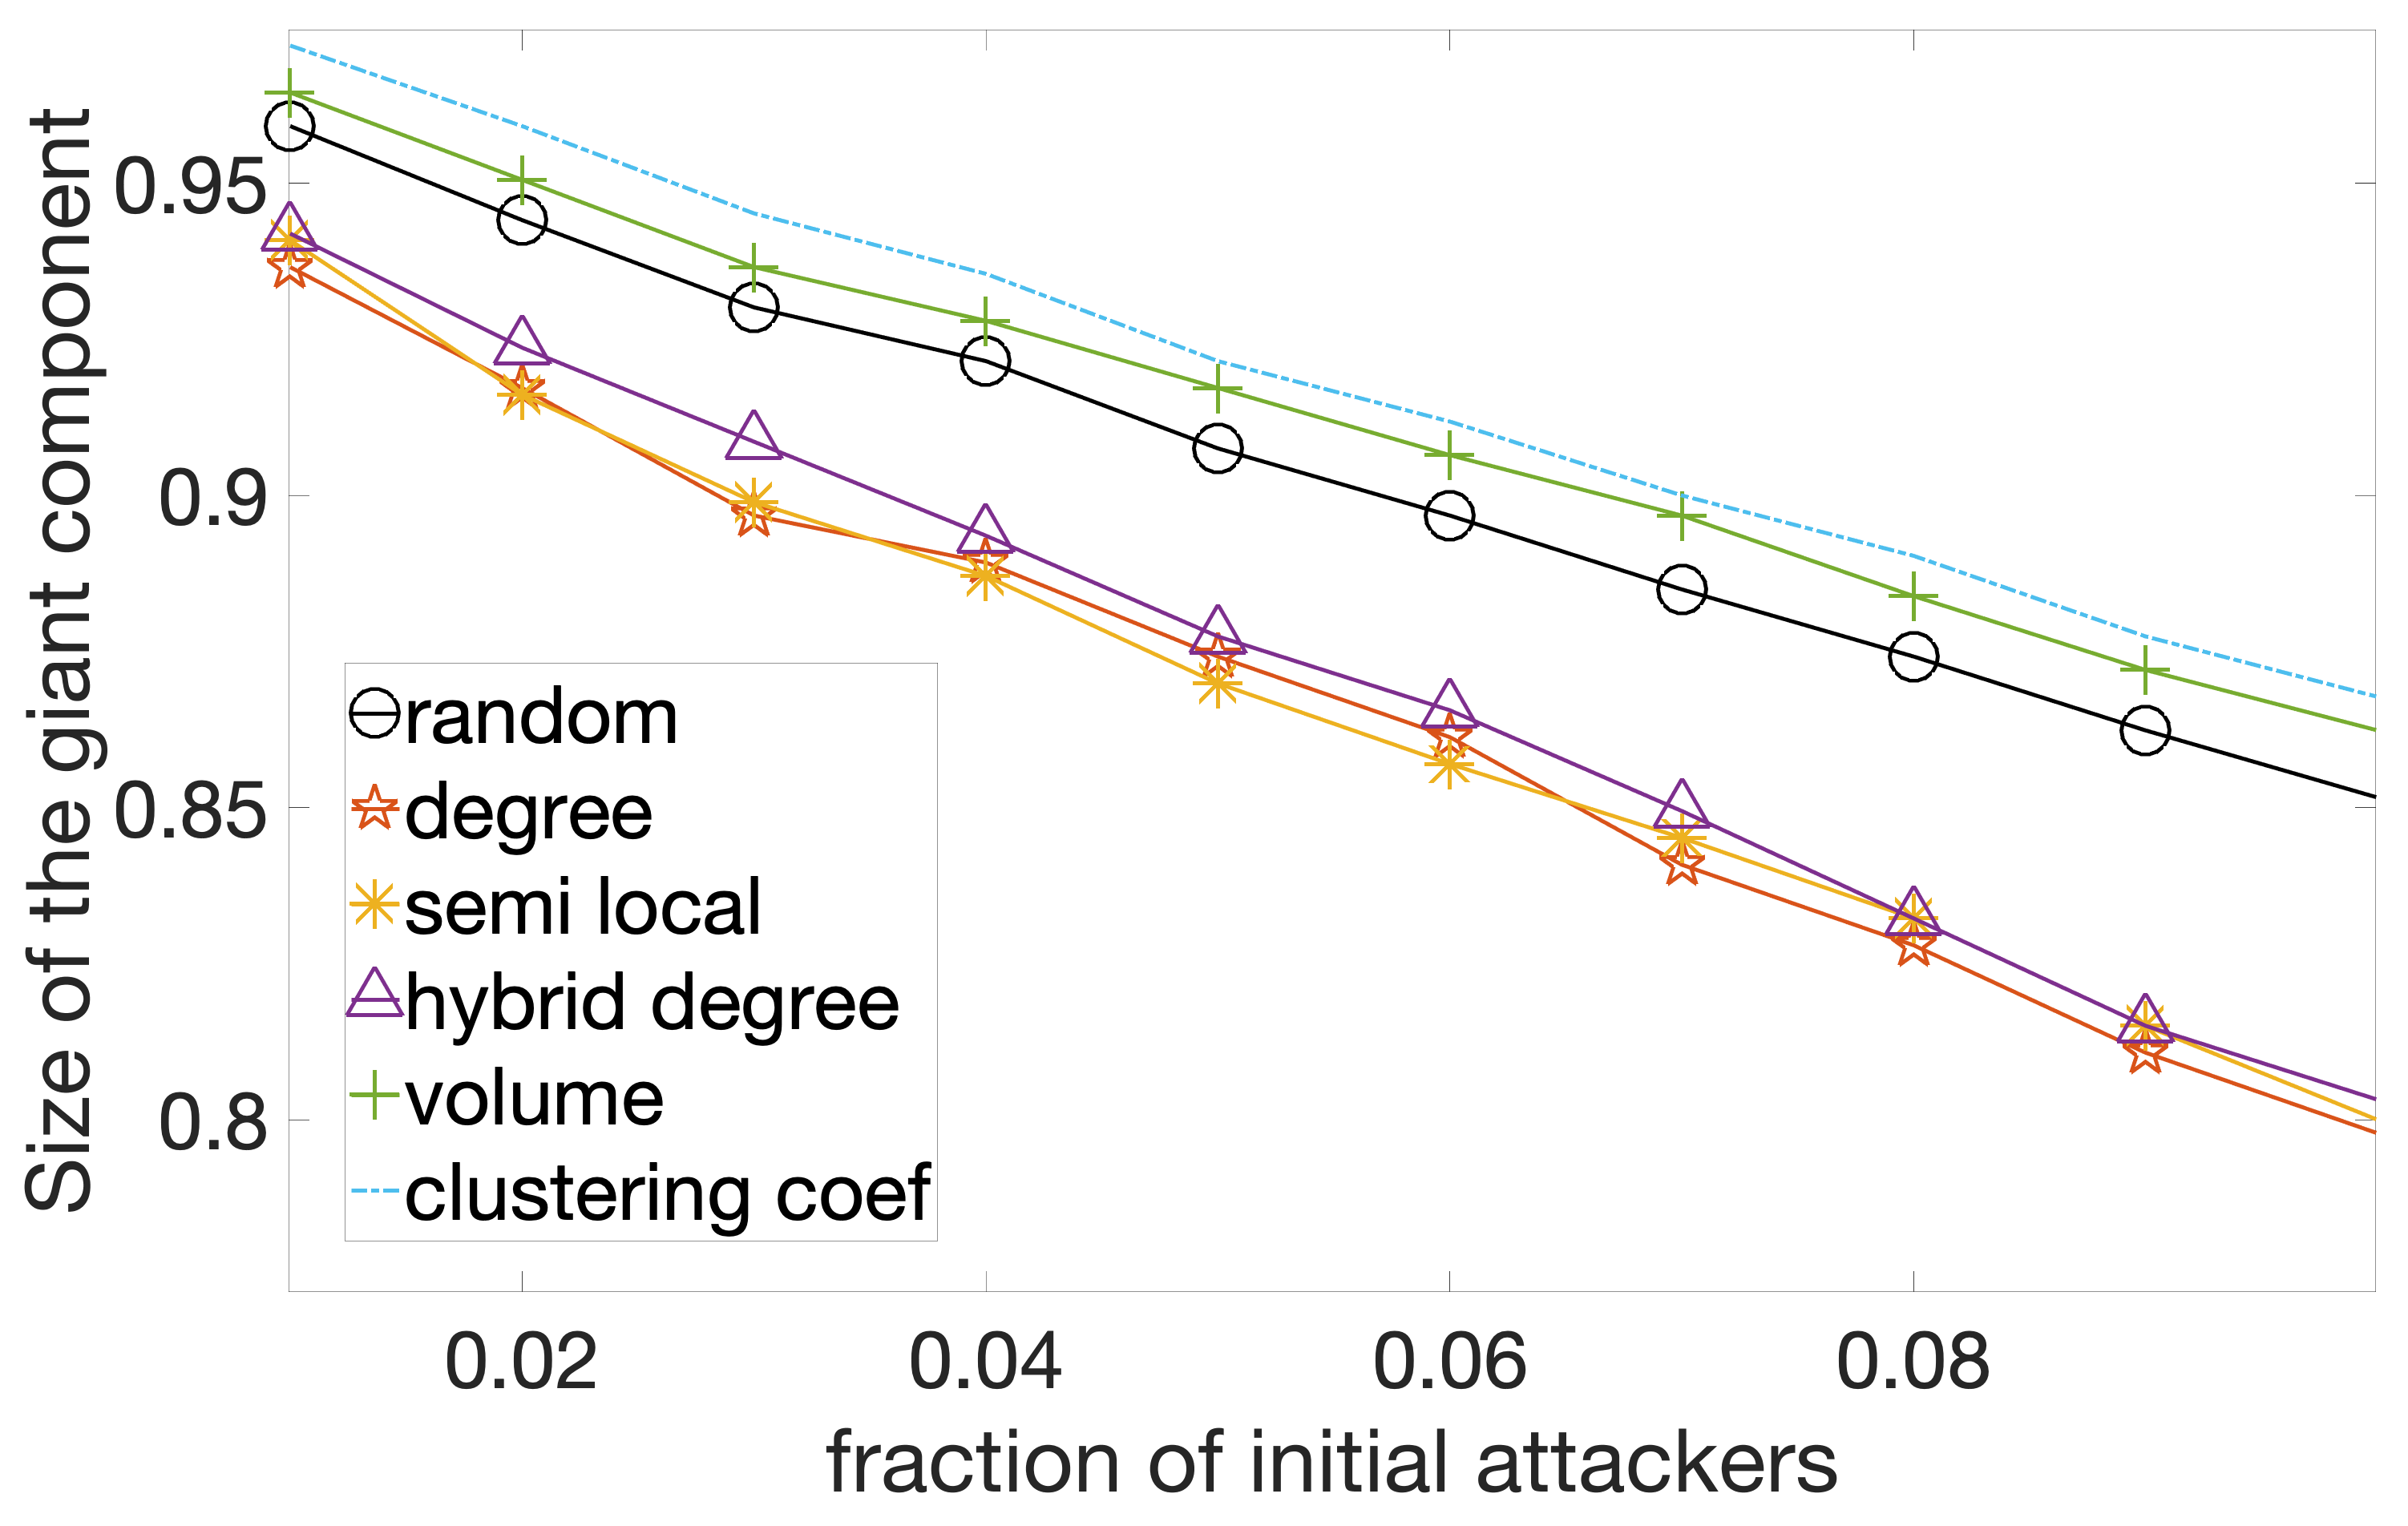 Size of the giant component
0.95
0.9
0.85
0.8
random
degree
semi local
hybrid degree
volume
clustering coef
0.02 0.04 0.06 0.08
fraction of initial attackers